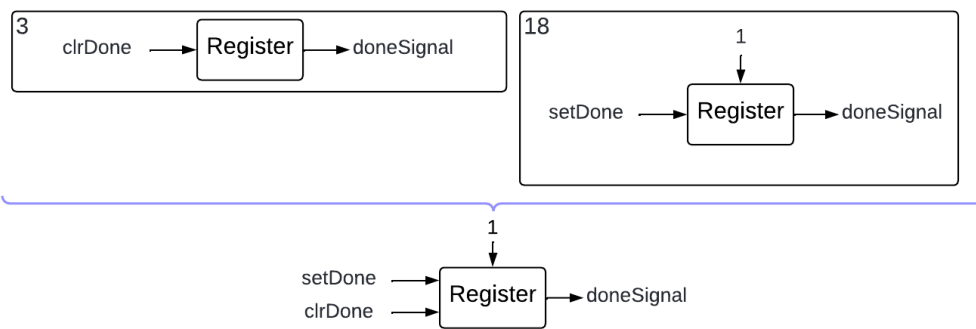 3
clrDone Register doneSignal
18
1
setDone Register doneSignal
1
setDone
clrDone
Register doneSignal